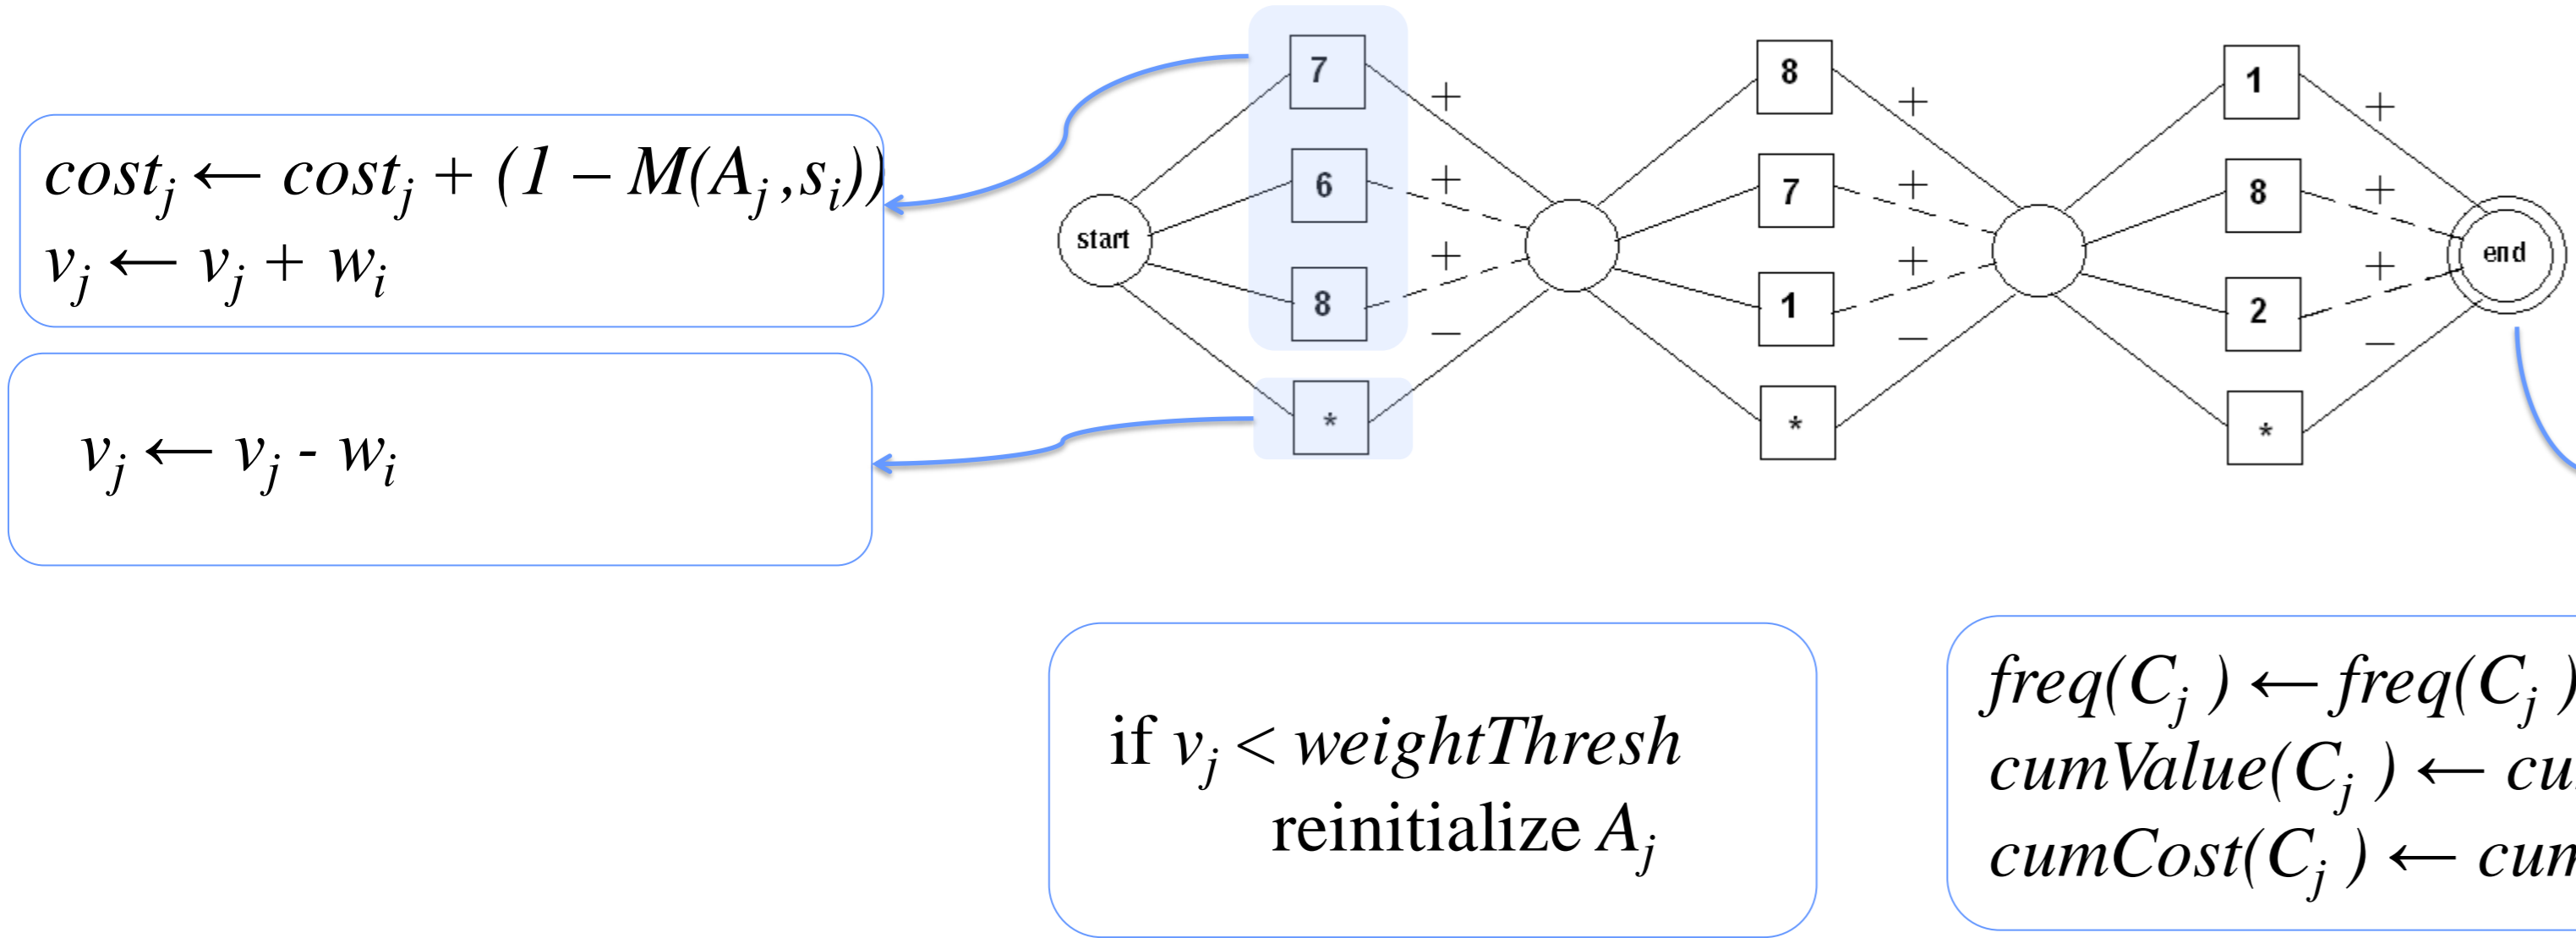 cost_j ← cost_j + (1 – M(A_j,s_i))
v_j ← v_j + w_i
v_j ← v_j - w_i
start
7
+
6
+
8
+
*
–
8
+
7
+
1
+
*
–
1
+
8
+
2
+
*
–
end
if v_j < weightThresh
reinitialize A_j
freq(C_j ) ← freq(C_j )
cumValue(C_j ) ←
cumCost(C_j ) ←